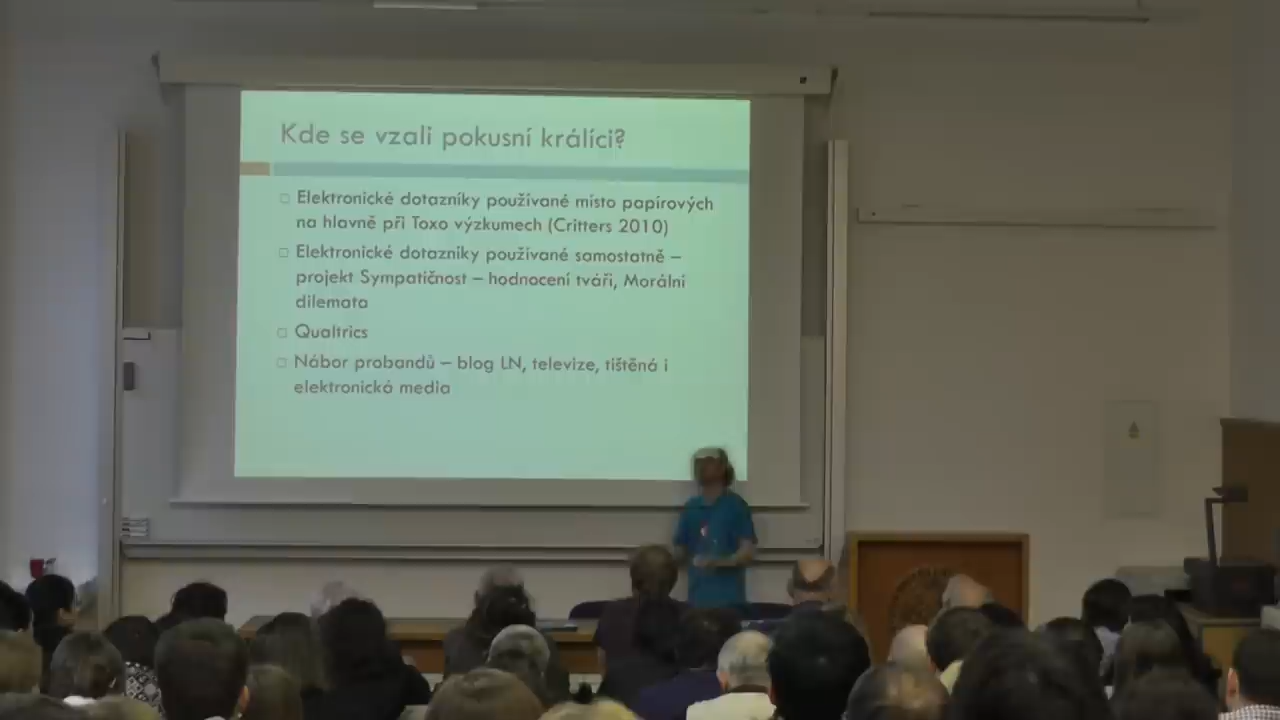 Kde se vzali pokusní králíci?
Elektronické dotazníky používané místo papírových
na hlavně při Toxo výzkumech (Critters 2010)
Elektronické dotazníky používané samostatně –
projekt Sympatičnost – hodnocení tváři, Morální
dilemata
Qualtrics
Nábor probandů – blog LN, televize, tištěná i
elektronická media